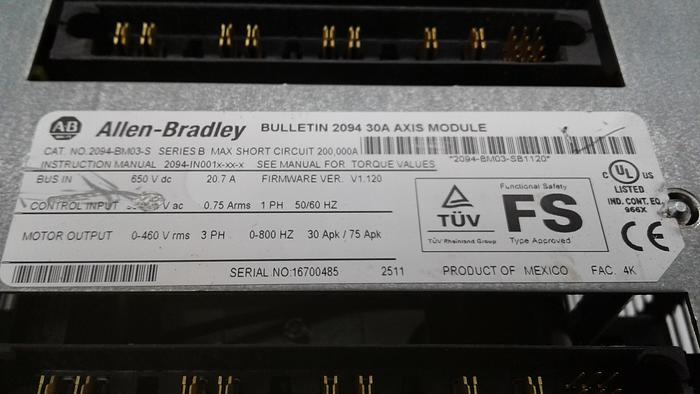 AB Allen-Bradley BULLETIN 2094 30A AXIS MODULE
CAT. NO. 2094-BM03-S SERIES B MAX SHORT CIRCUIT 200,000A
INSTRUCTION MANUAL 2094-IN001x-xx-x SEE MANUAL FOR TORQUE VALUES
*2094-BM03-SB1120*
BUS IN 650 V dc 20.7 A FIRMWARE VER. V1.120
CONTROL INPUT V ac 0.75 Arms 1 PH 50/60 HZ
MOTOR OUTPUT 0-460 V rms 3 PH 0-800 HZ 30 Apk / 75 Apk
TÜV
TÜV Rheinland Group
Functional Safety
FS
Type Approved
C UL US
LISTED
IND. CONT. EQ.
966X
CE
SERIAL NO:16700485 2511 PRODUCT OF MEXICO FAC. 4K